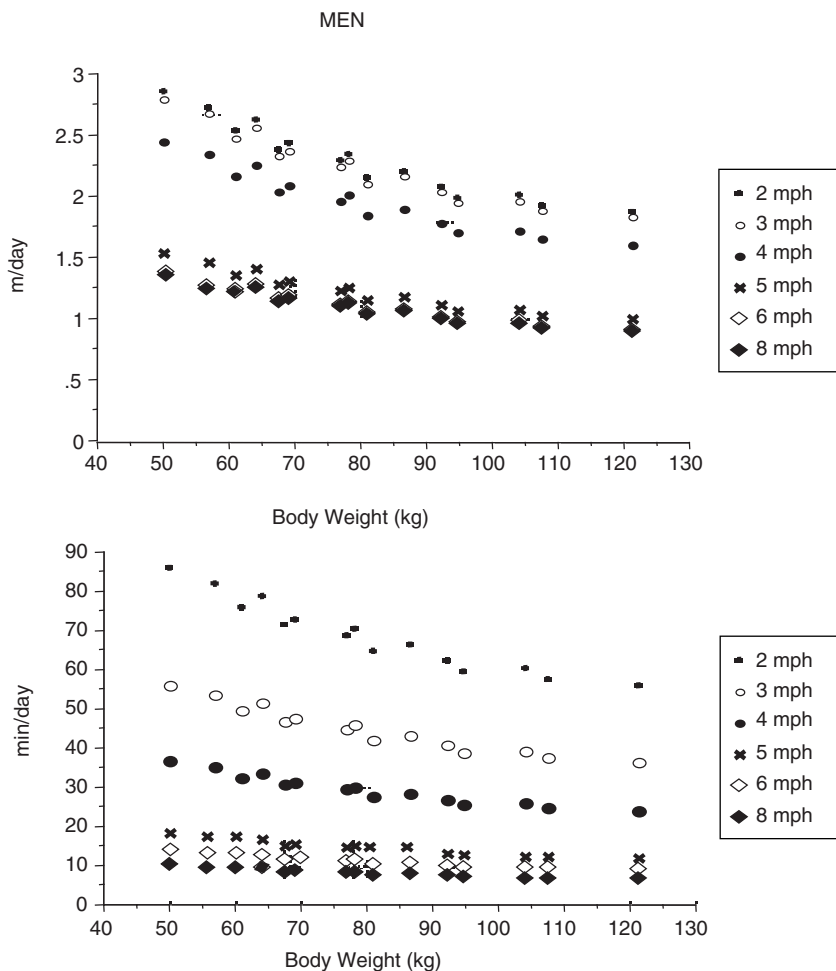 MEN
3
2.5
2
1.5
1
.5
0
m/day
40 50 60 70 80 90 100 110 120 130
Body Weight (kg)
2 mph
3 mph
4 mph
5 mph
6 mph
8 mph
90
80
70
60
50
40
30
20
10
0
min/day
40 50 60 70 80 90 100 110 120 130
Body Weight (kg)
2 mph
3 mph
4 mph
5 mph
6 mph
8 mph